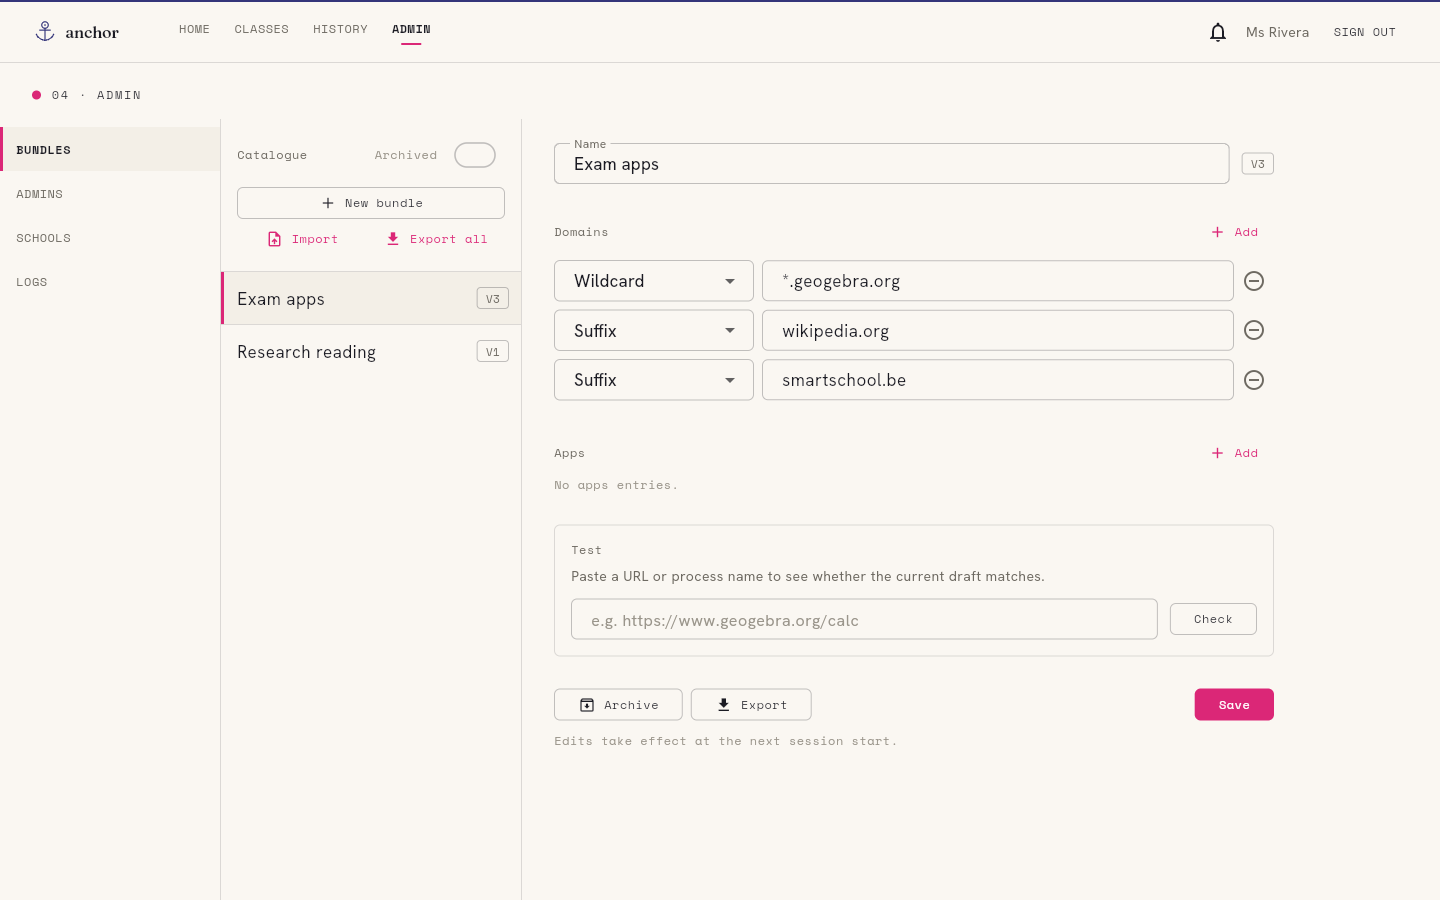 anchor
HOME CLASSES HISTORY ADMIN
Ms Rivera SIGN OUT
04 · ADMIN
BUNDLES
ADMINS
SCHOOLS
LOGS
Catalogue Archived
New bundle
Import Export all
Exam apps V3
Research reading V1
Name
Exam apps V3
Domains Add
Wildcard *.geogebra.org
Suffix wikipedia.org
Suffix smartschool.be
Apps Add
No apps entries.
Test
Paste a URL or process name to see whether the current draft matches.
e.g. https://www.geogebra.org/calc Check
Archive Export Save
Edits take effect at the next session start.